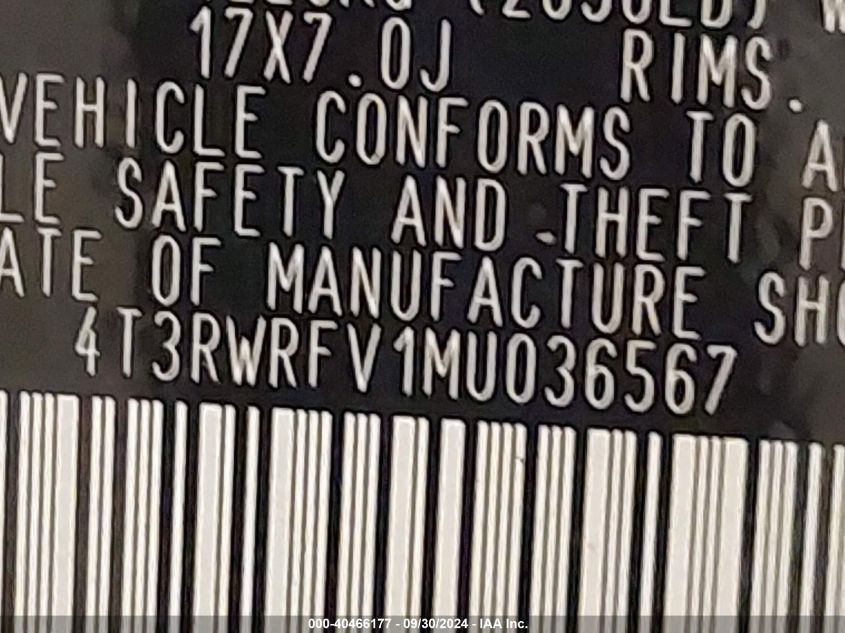 17X7.0J RIMS.
VEHICLE CONFORMS TO
LE SAFETY AND THEFT
ATE OF MANUFACTURE
4T3RWRFV1MU036567
000-40466177 - 09/30/2024 - IAA Inc.